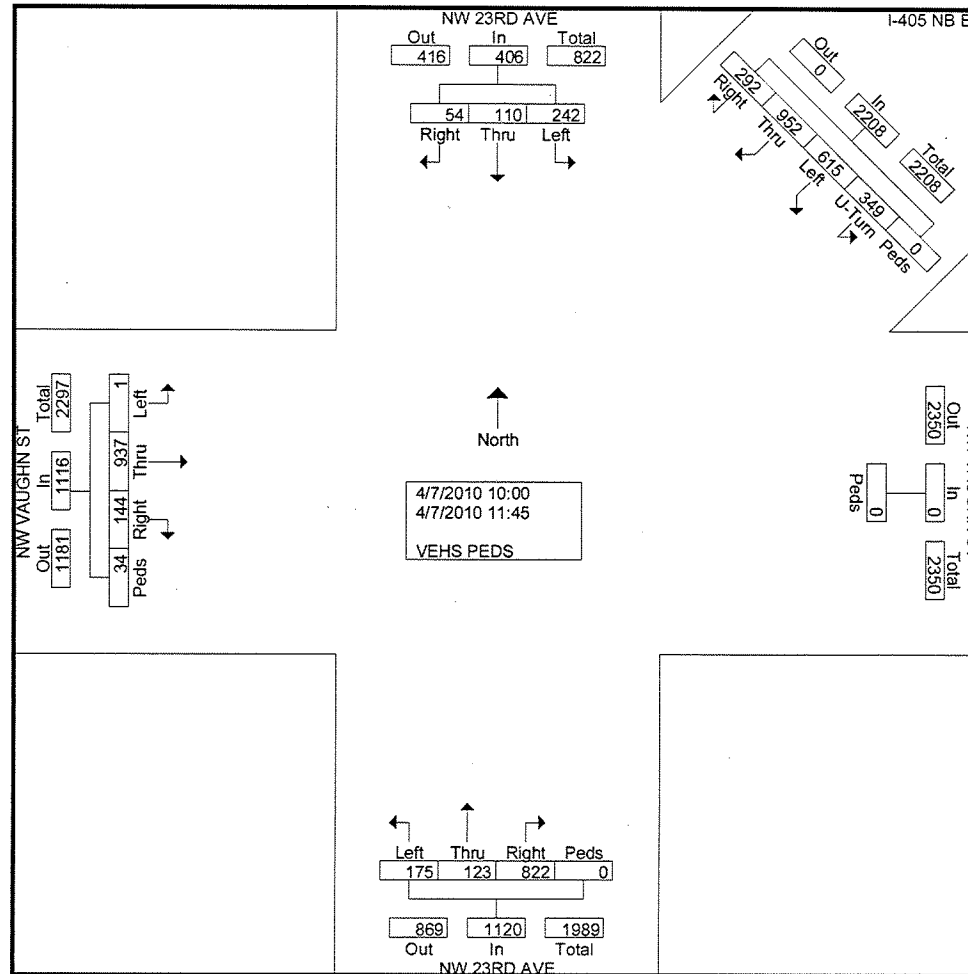 NW 23RD AVE
Out In Total
416 406 822
54 110 242
Right Thru Left
I-405 NB E
Out In Total
0 2208 2208
292 952 615 349 0
Right Thru Left U-Turn Peds
NW VAUGHN ST
Total In Out
2297 1116 1181
1 937 144 34
Left Thru Right Peds
North
4/7/2010 10:00
4/7/2010 11:45
VEHS PEDS
Out In Total
2350 0 2350
0
Peds
Left Thru Right Peds
175 123 822 0
869 1120 1989
Out In Total
NW 23RD AVE